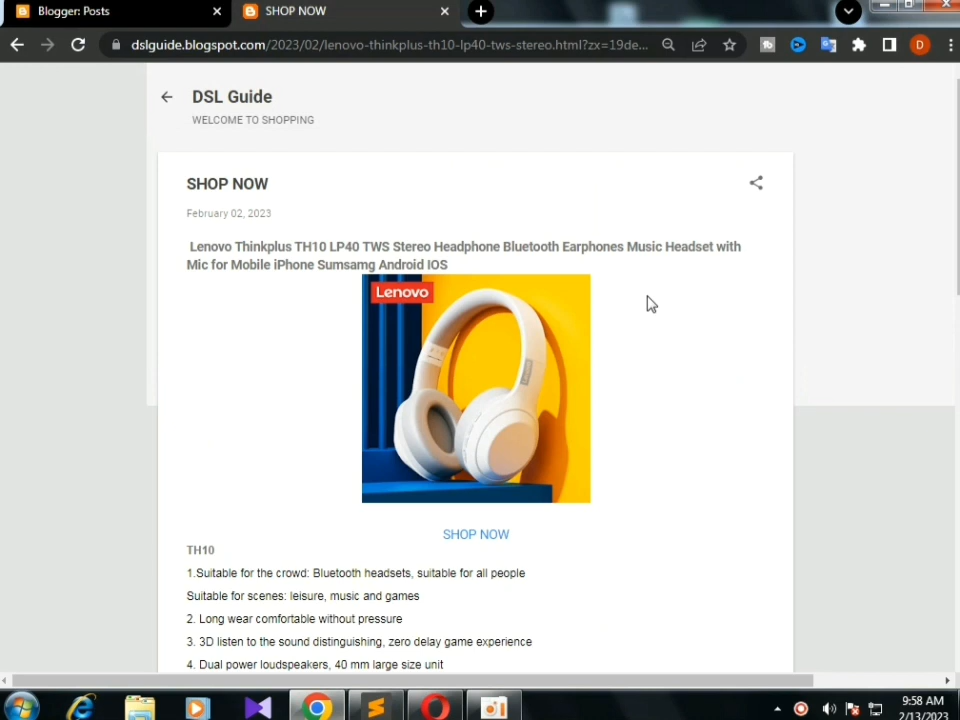 Blogger: Posts
SHOP NOW
dslguide.blogspot.com/2023/02/lenovo-thinkplus-th10-lp40-tws-stereo.html?zx=19de...
D
DSL Guide
WELCOME TO SHOPPING
SHOP NOW
February 02, 2023
Lenovo Thinkplus TH10 LP40 TWS Stereo Headphone Bluetooth Earphones Music Headset with
Mic for Mobile iPhone Sumsamg Android IOS
Lenovo
SHOP NOW
TH10
1.Suitable for the crowd: Bluetooth headsets, suitable for all people
Suitable for scenes: leisure, music and games
2. Long wear comfortable without pressure
3. 3D listen to the sound distinguishing, zero delay game experience
4. Dual power loudspeakers, 40 mm large size unit
9:58 AM
2/13/2023